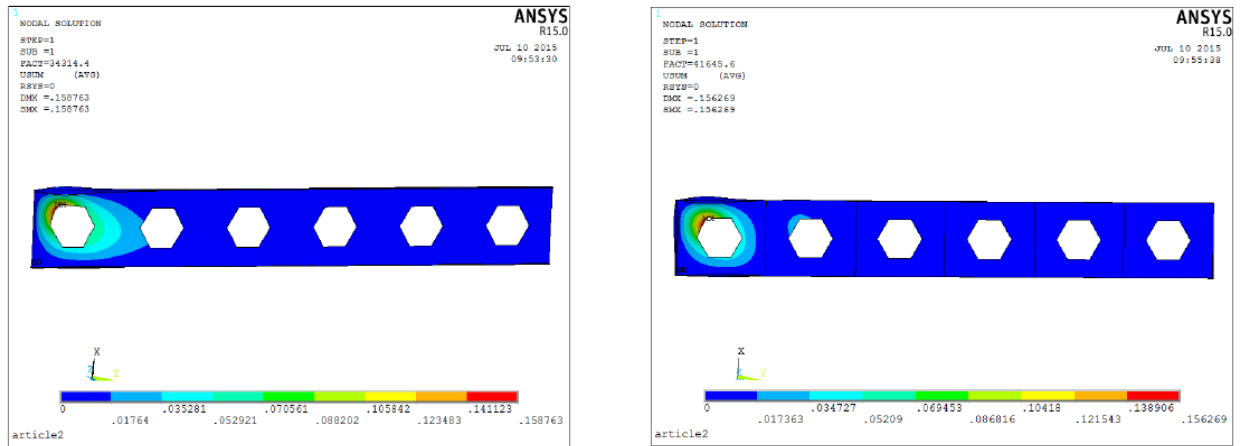 1
NODAL SOLUTION
STEP=1
SUB =1
FACT=34314.4
USUM (AVG)
RSYS=0
DMX =.158763
SMX =.158763
ANSYS
R15.0
JUL 10 2015
09:53:30
MX
X
Y
Z
0
.01764
.035281
.052921
.070561
.088202
.105842
.123483
.141123
.158763
article2
1
NODAL SOLUTION
STEP=1
SUB =1
FACT=41645.6
USUM (AVG)
RSYS=0
DMX =.156269
SMX =.156269
ANSYS
R15.0
JUL 10 2015
09:55:38
MX
X
Y
Z
0
.017363
.034727
.05209
.069453
.086816
.10418
.121543
.138906
.156269
article2